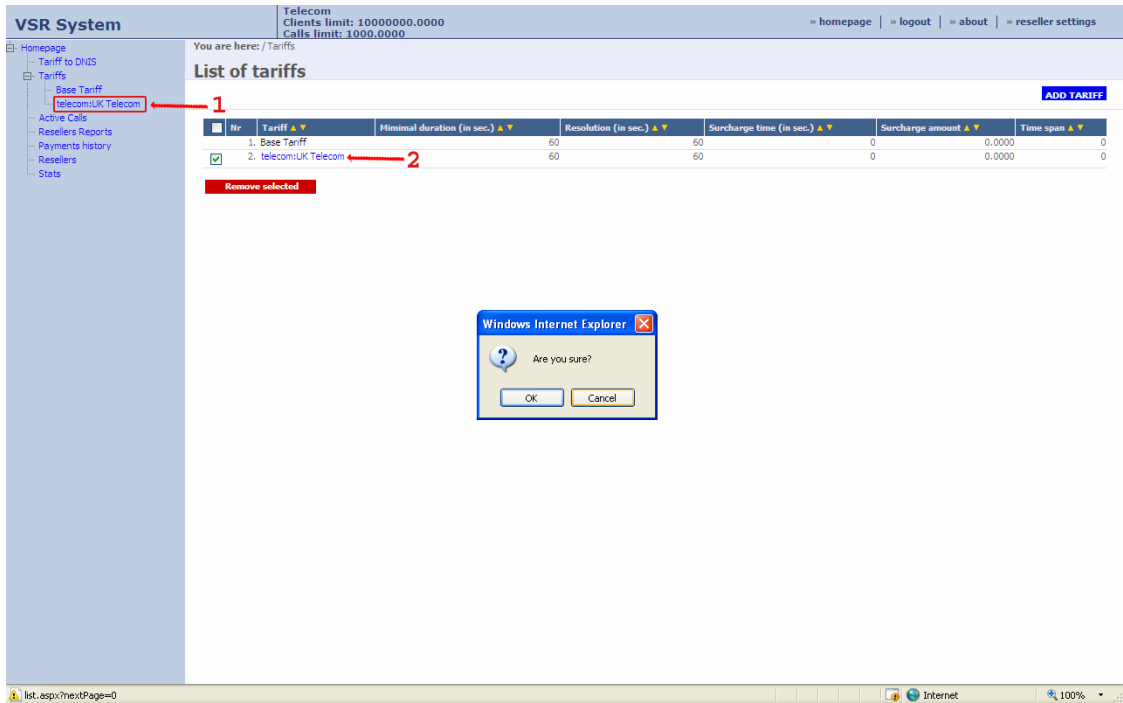 VSR System
Telecom
Clients limit: 10000000.0000
Calls limit: 1000.0000
» homepage | » logout | » about | » reseller settings
Homepage
Tariff to DNIS
Tariffs
Base Tariff
telecom:UK Telecom
Active Calls
Resellers Reports
Payments history
Resellers
Stats
You are here: / Tariffs
List of tariffs
1
ADD TARIFF
Nr Tariff Mimimal duration (in sec.) Resolution (in sec.) Surcharge time (in sec.) Surcharge amount Time span
1. Base Tariff 60 60 0 0.0000 0
2. telecom:UK Telecom 2 60 60 0 0.0000 0
Remove selected
Windows Internet Explorer
Are you sure?
OK Cancel
list.aspx?nextPage=0 Internet 100%